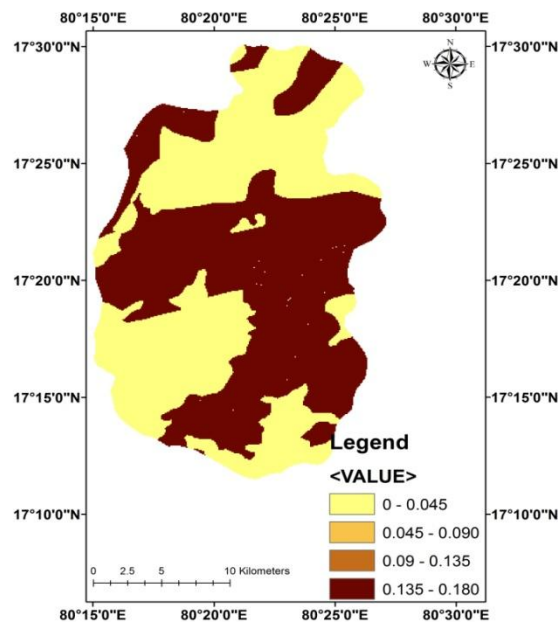 80°15'0"E 80°20'0"E 80°25'0"E 80°30'0"E
17°30'0"N 17°30'0"N
N
W E
S
17°25'0"N 17°25'0"N
17°20'0"N 17°20'0"N
17°15'0"N 17°15'0"N
Legend
<VALUE>
0 - 0.045
17°10'0"N 17°10'0"N
0.045 - 0.090
0.09 - 0.135
0.135 - 0.180
0 2.5 5 10 Kilometers
80°15'0"E 80°20'0"E 80°25'0"E 80°30'0"E